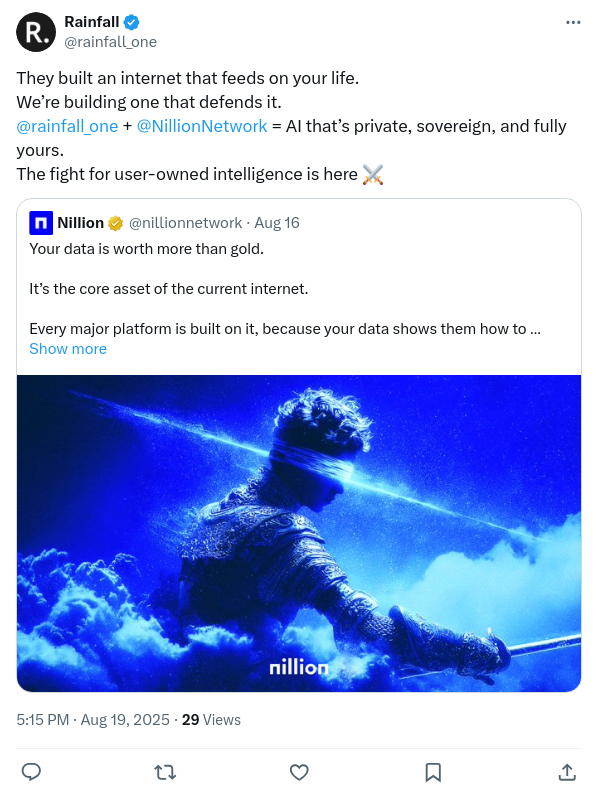 R.
Rainfall
@rainfall_one
They built an internet that feeds on your life.
We’re building one that defends it.
@rainfall_one + @NillionNetwork = AI that’s private, sovereign, and fully
yours.
The fight for user-owned intelligence is here ⚔️
Nillion @nillionnetwork · Aug 16
Your data is worth more than gold.
It’s the core asset of the current internet.
Every major platform is built on it, because your data shows them how to ...
Show more
nillion
5:15 PM · Aug 19, 2025 · 29 Views